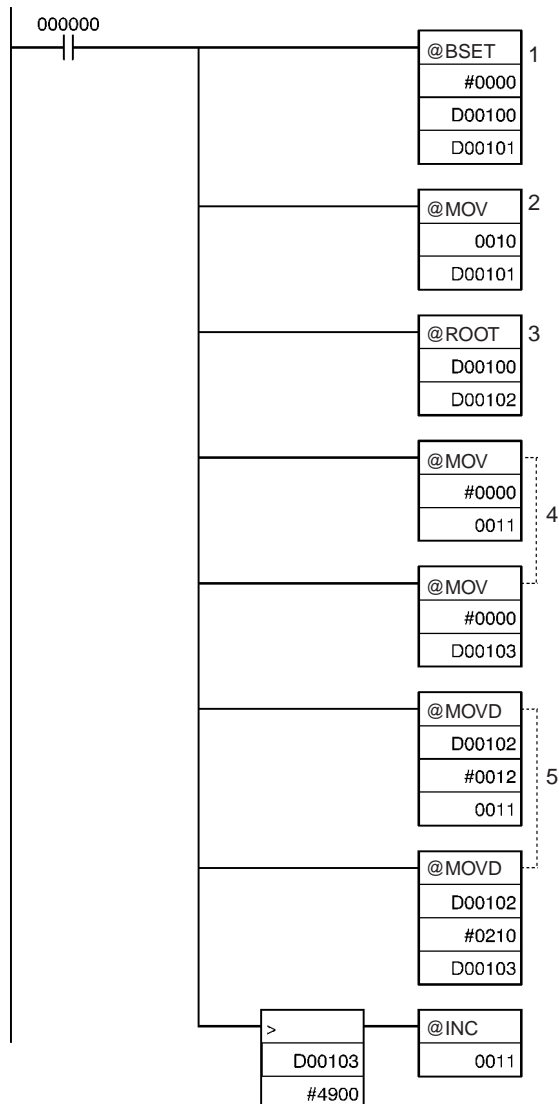 000000
@BSET 1
#0000
D00100
D00101
@MOV 2
0010
D00101
@ROOT 3
D00100
D00102
@MOV
#0000
0011
4
@MOV
#0000
D00103
@MOVD
D00102
#0012
0011
5
@MOVD
D00102
#0210
D00103
> @INC
D00103 0011
#4900